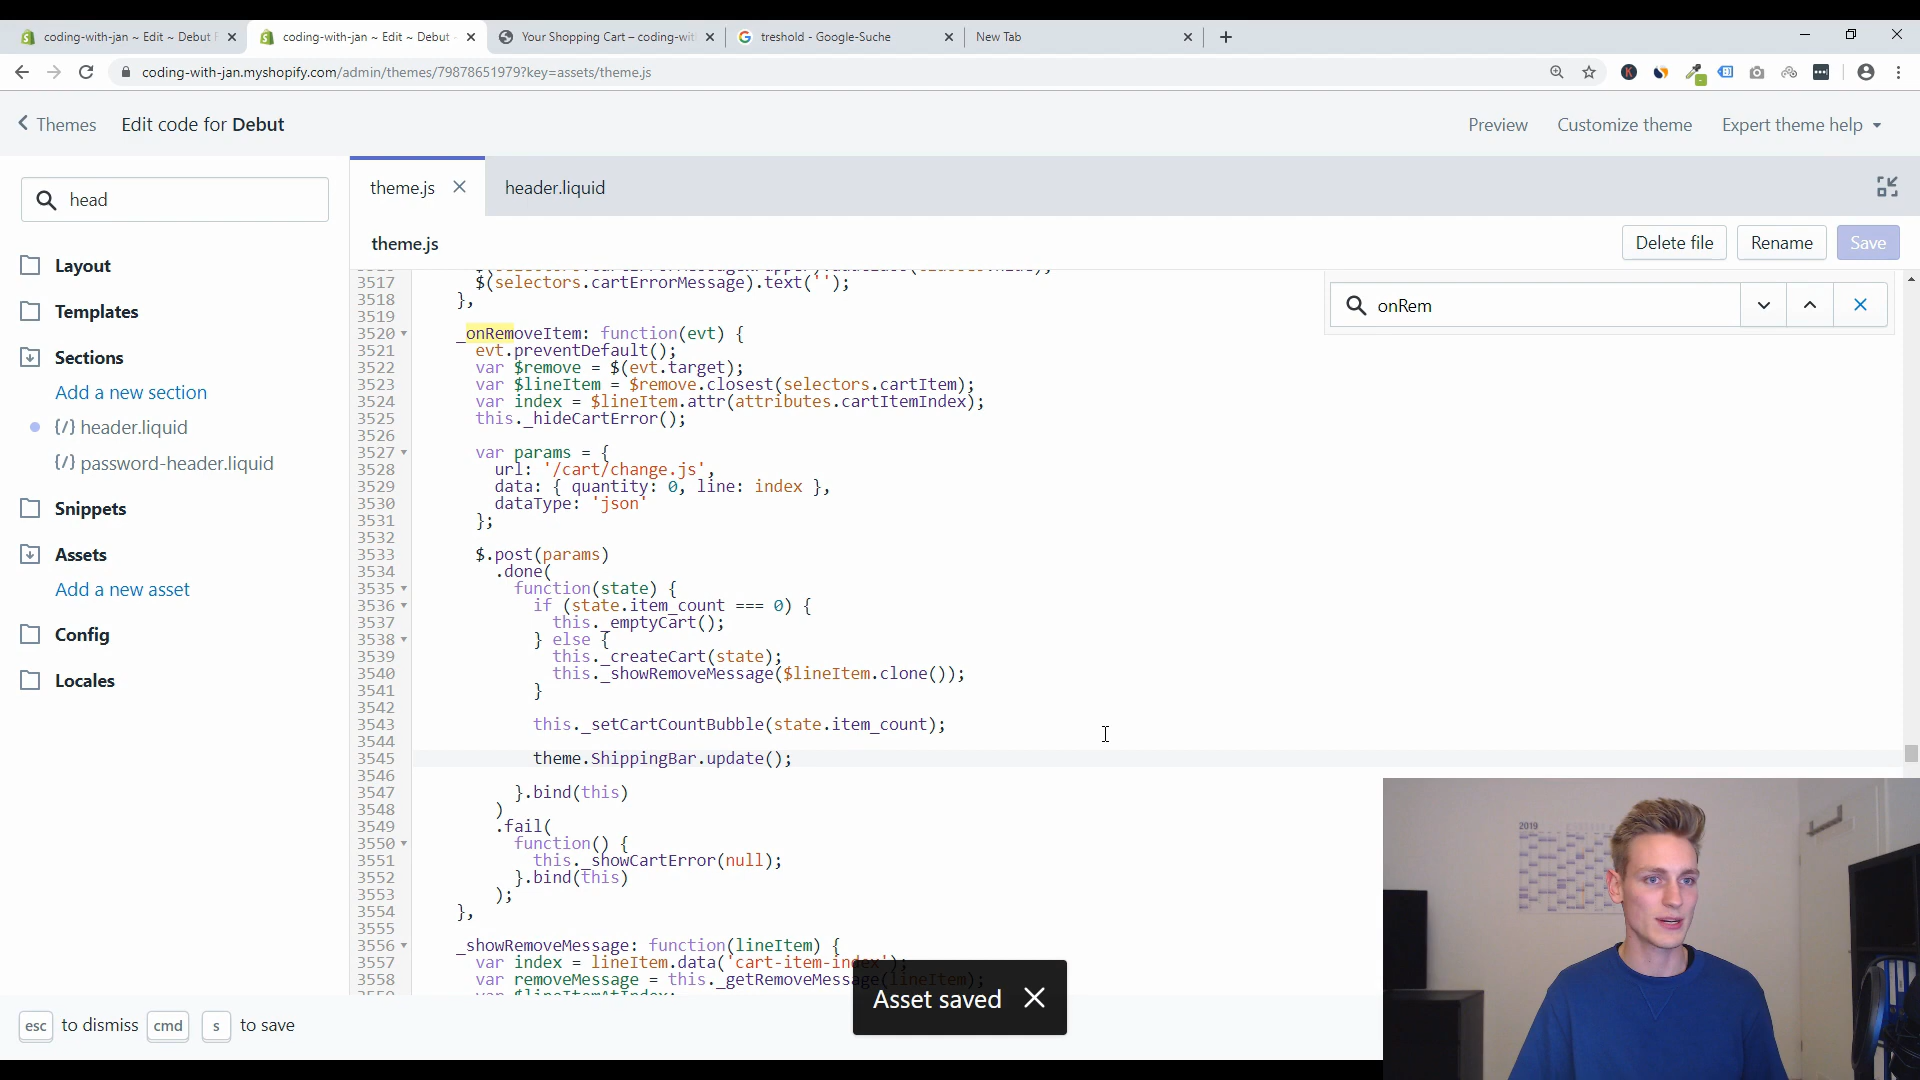 coding-with-jan ~ Edit ~ Debut
coding-with-jan ~ Edit ~ Debut
Your Shopping Cart – coding-wit
treshold - Google-Suche
New Tab
coding-with-jan.myshopify.com/admin/themes/79878651979?key=assets/theme.js
Themes Edit code for Debut
Preview Customize theme Expert theme help
head
theme.js
header.liquid
theme.js
Delete file Rename Save
onRem
Layout
Templates
Sections
Add a new section
{/} header.liquid
{/} password-header.liquid
Snippets
Assets
Add a new asset
Config
Locales
3517 $(selectors.cartErrorMessage).text('');
3518 },
3519
3520 _onRemoveItem: function(evt) {
3521 evt.preventDefault();
3522 var $remove = $(evt.target);
3523 var $lineItem = $remove.closest(selectors.cartItem);
3524 var index = $lineItem.attr(attributes.cartItemIndex);
3525 this._hideCartError();
3526
3527 var params = {
3528 url: '/cart/change.js',
3529 data: { quantity: 0, line: index },
3530 dataType: 'json'
3531 };
3532
3533 $.post(params)
3534 .done(
3535 function(state) {
3536 if (state.item_count === 0) {
3537 this._emptyCart();
3538 } else {
3539 this._createCart(state);
3540 this._showRemoveMessage($lineItem.clone());
3541 }
3542
3543 this._setCartCountBubble(state.item_count);
3544
3545 theme.ShippingBar.update();
3546
3547 }.bind(this)
3548 )
3549 .fail(
3550 function() {
3551 this._showCartError(null);
3552 }.bind(this)
3553 );
3554 },
3555
3556 _showRemoveMessage: function(lineItem) {
3557 var index = lineItem.data('cart-item-index');
3558 var removeMessage = this._getRemoveMessage(lineItem);
Asset saved
esc to dismiss cmd s to save
2019